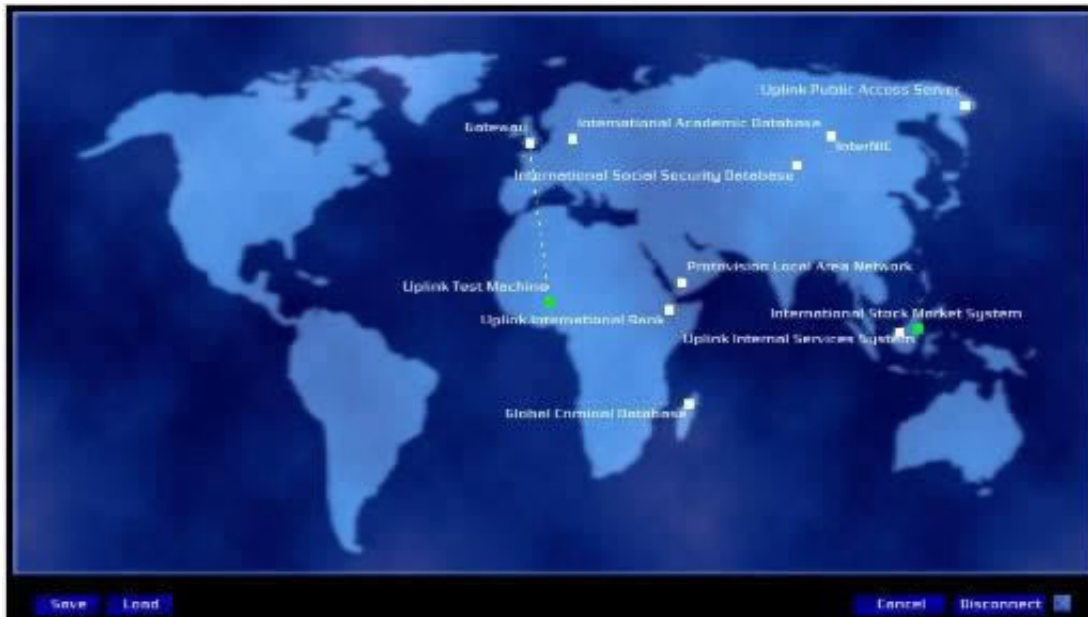 Uplink Public Access Server
Gateway
International Academic Database
InterNIC
International Social Security Database
Protovision Local Area Network
Uplink Test Machine
Uplink International Bank
International Stock Market System
Uplink Internal Services System
Global Criminal Database
Save
Load
Cancel
Disconnect